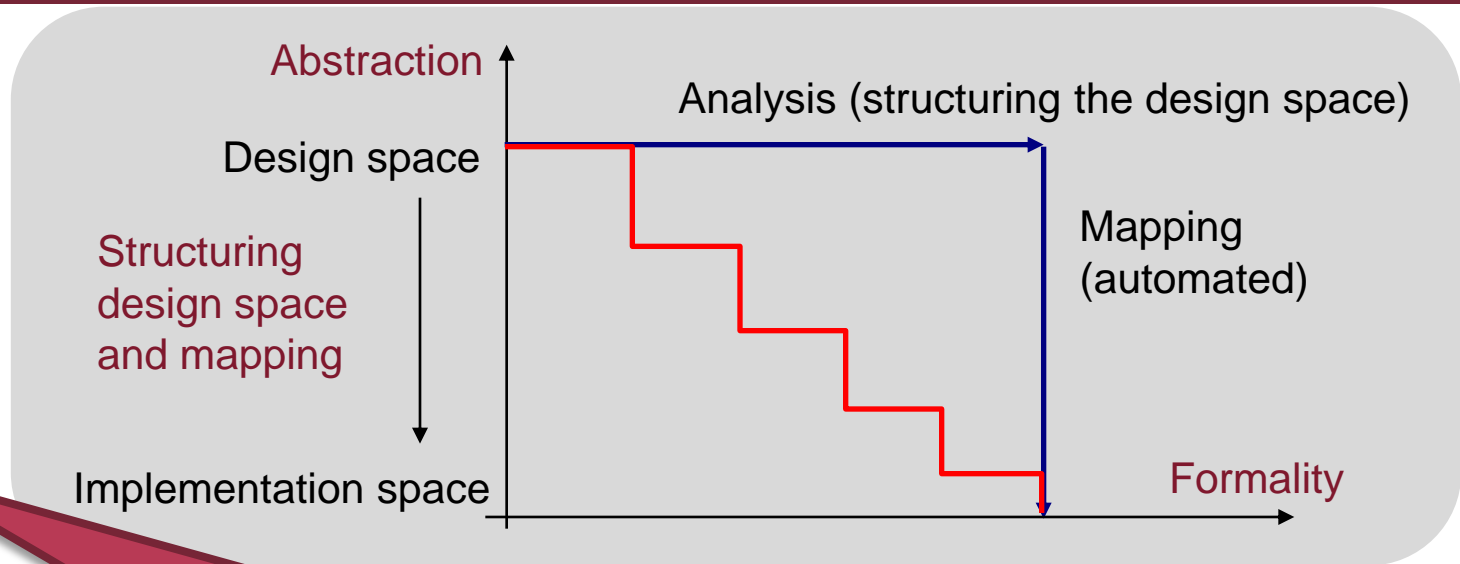 Abstraction
Analysis (structuring the design space)
Design space
Mapping
(automated)
Structuring
design space
and mapping
Formality
Implementation space